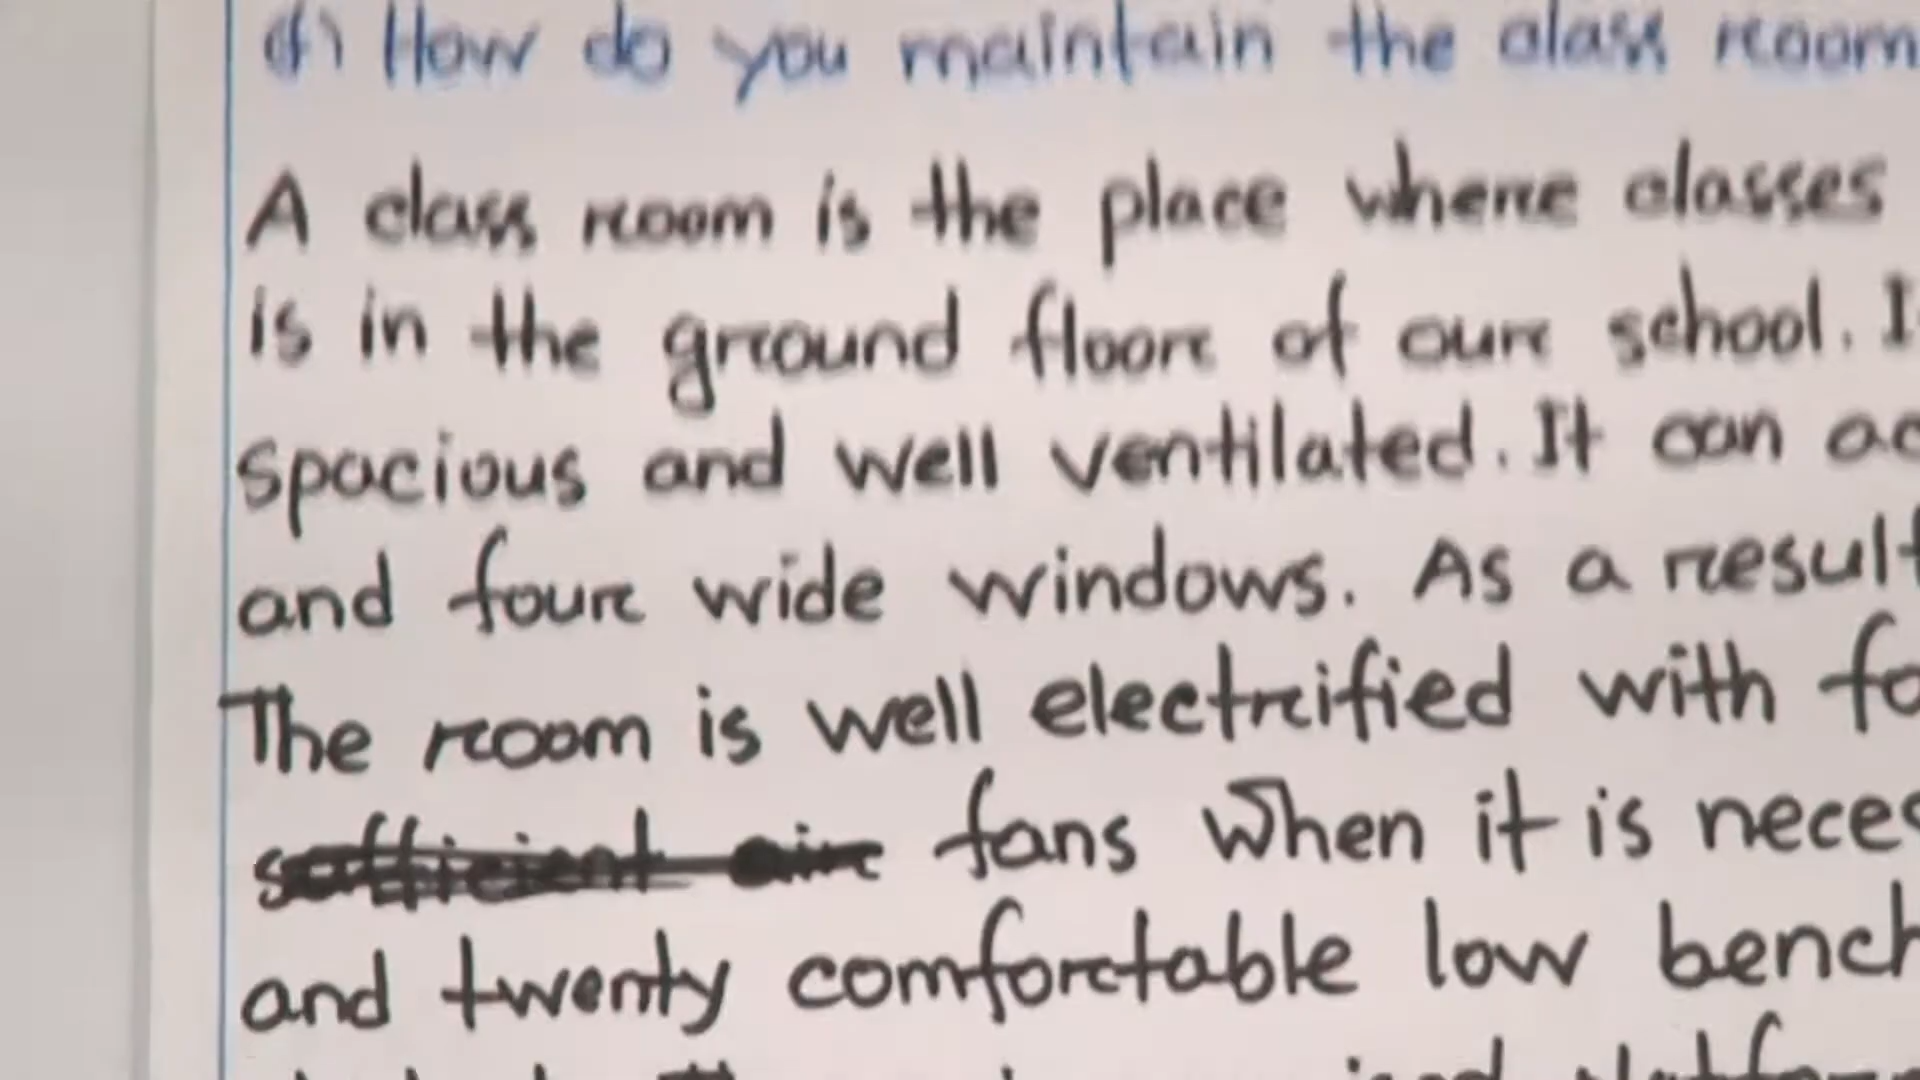 f) How do you maintain the class room
A class room is the place where classes
is in the ground floor of our school.
spacious and well ventilated. It can
and four wide windows. As a result
The room is well electrified with
sufficient air fans when it is
and twenty comfortable low